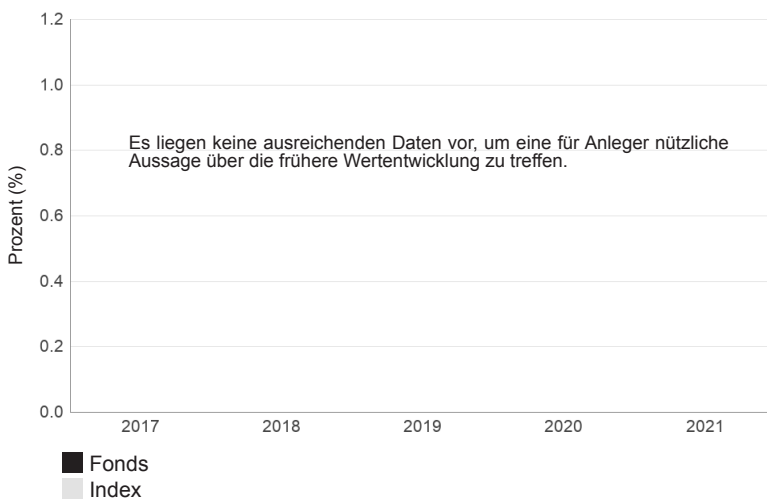 1.2
1.0
Es liegen keine ausreichenden Daten vor, um eine für Anleger nützliche
0.8
Aussage über die frühere Wertentwicklung zu treffen.
Prozent (%)
0.6
0.4
0.2
0.0
2017 2018 2019 2020 2021
Fonds
Index